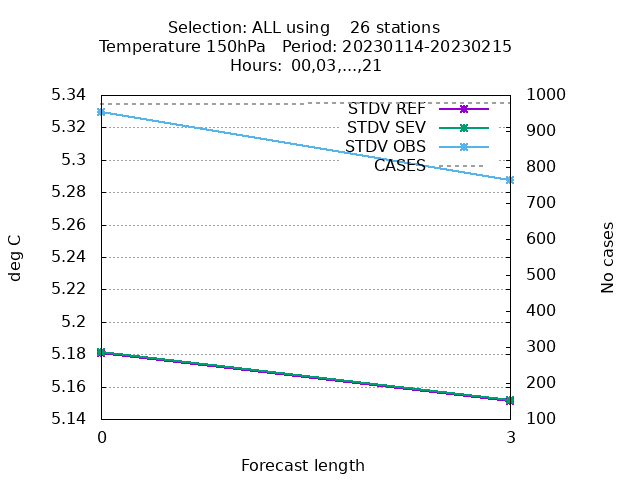 Selection: ALL using    26 stations
Temperature 150hPa   Period: 20230114-20230215
Hours:  00,03,...,21
5.34
5.32
5.3
5.28
5.26
5.24
5.22
5.2
5.18
5.16
5.14
deg C
STDV REF
STDV SEV
STDV OBS
CASES
1000
900
800
700
600
500
400
300
200
100
No cases
0
3
Forecast length